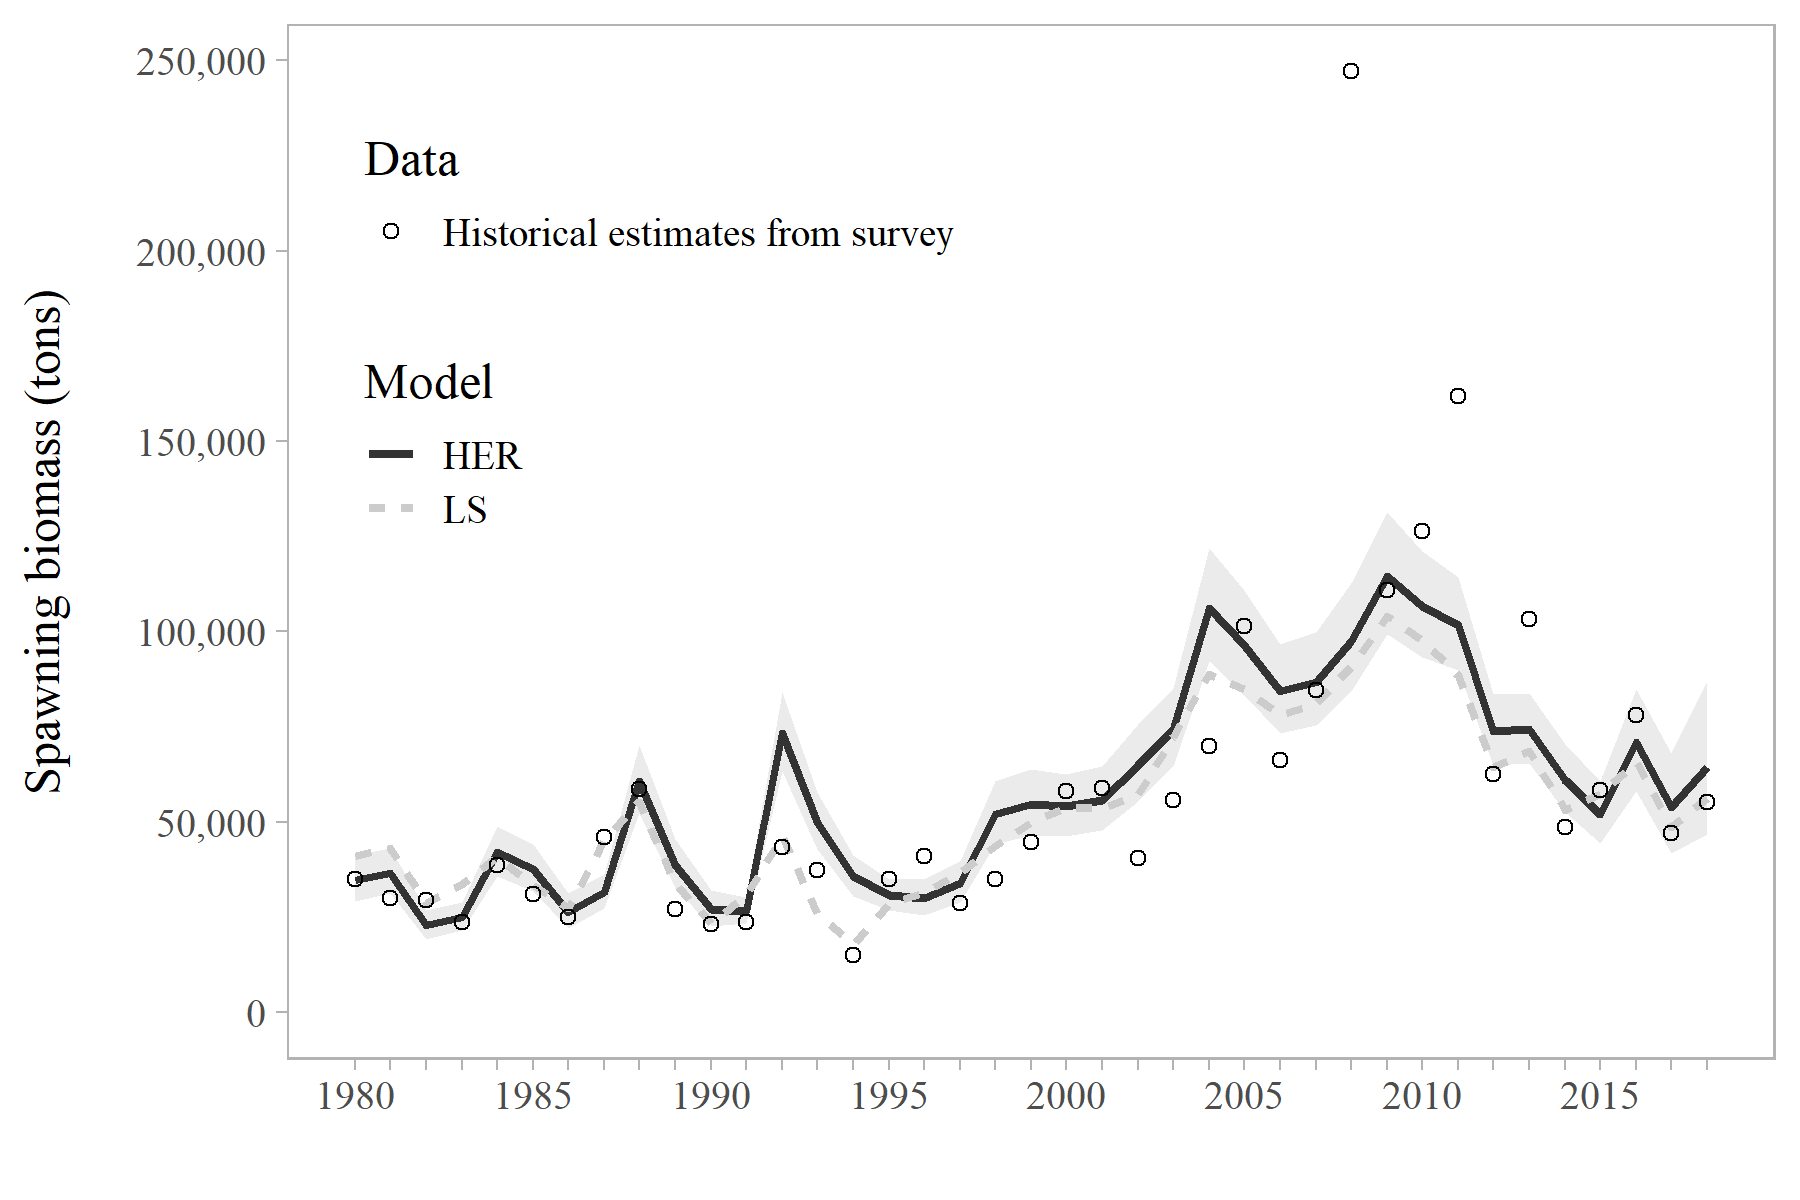 250,000
200,000
150,000
100,000
50,000
0
Spawning biomass (tons)
Data
Historical estimates from survey
Model
HER
LS
1980
1985
1990
1995
2000
2005
2010
2015